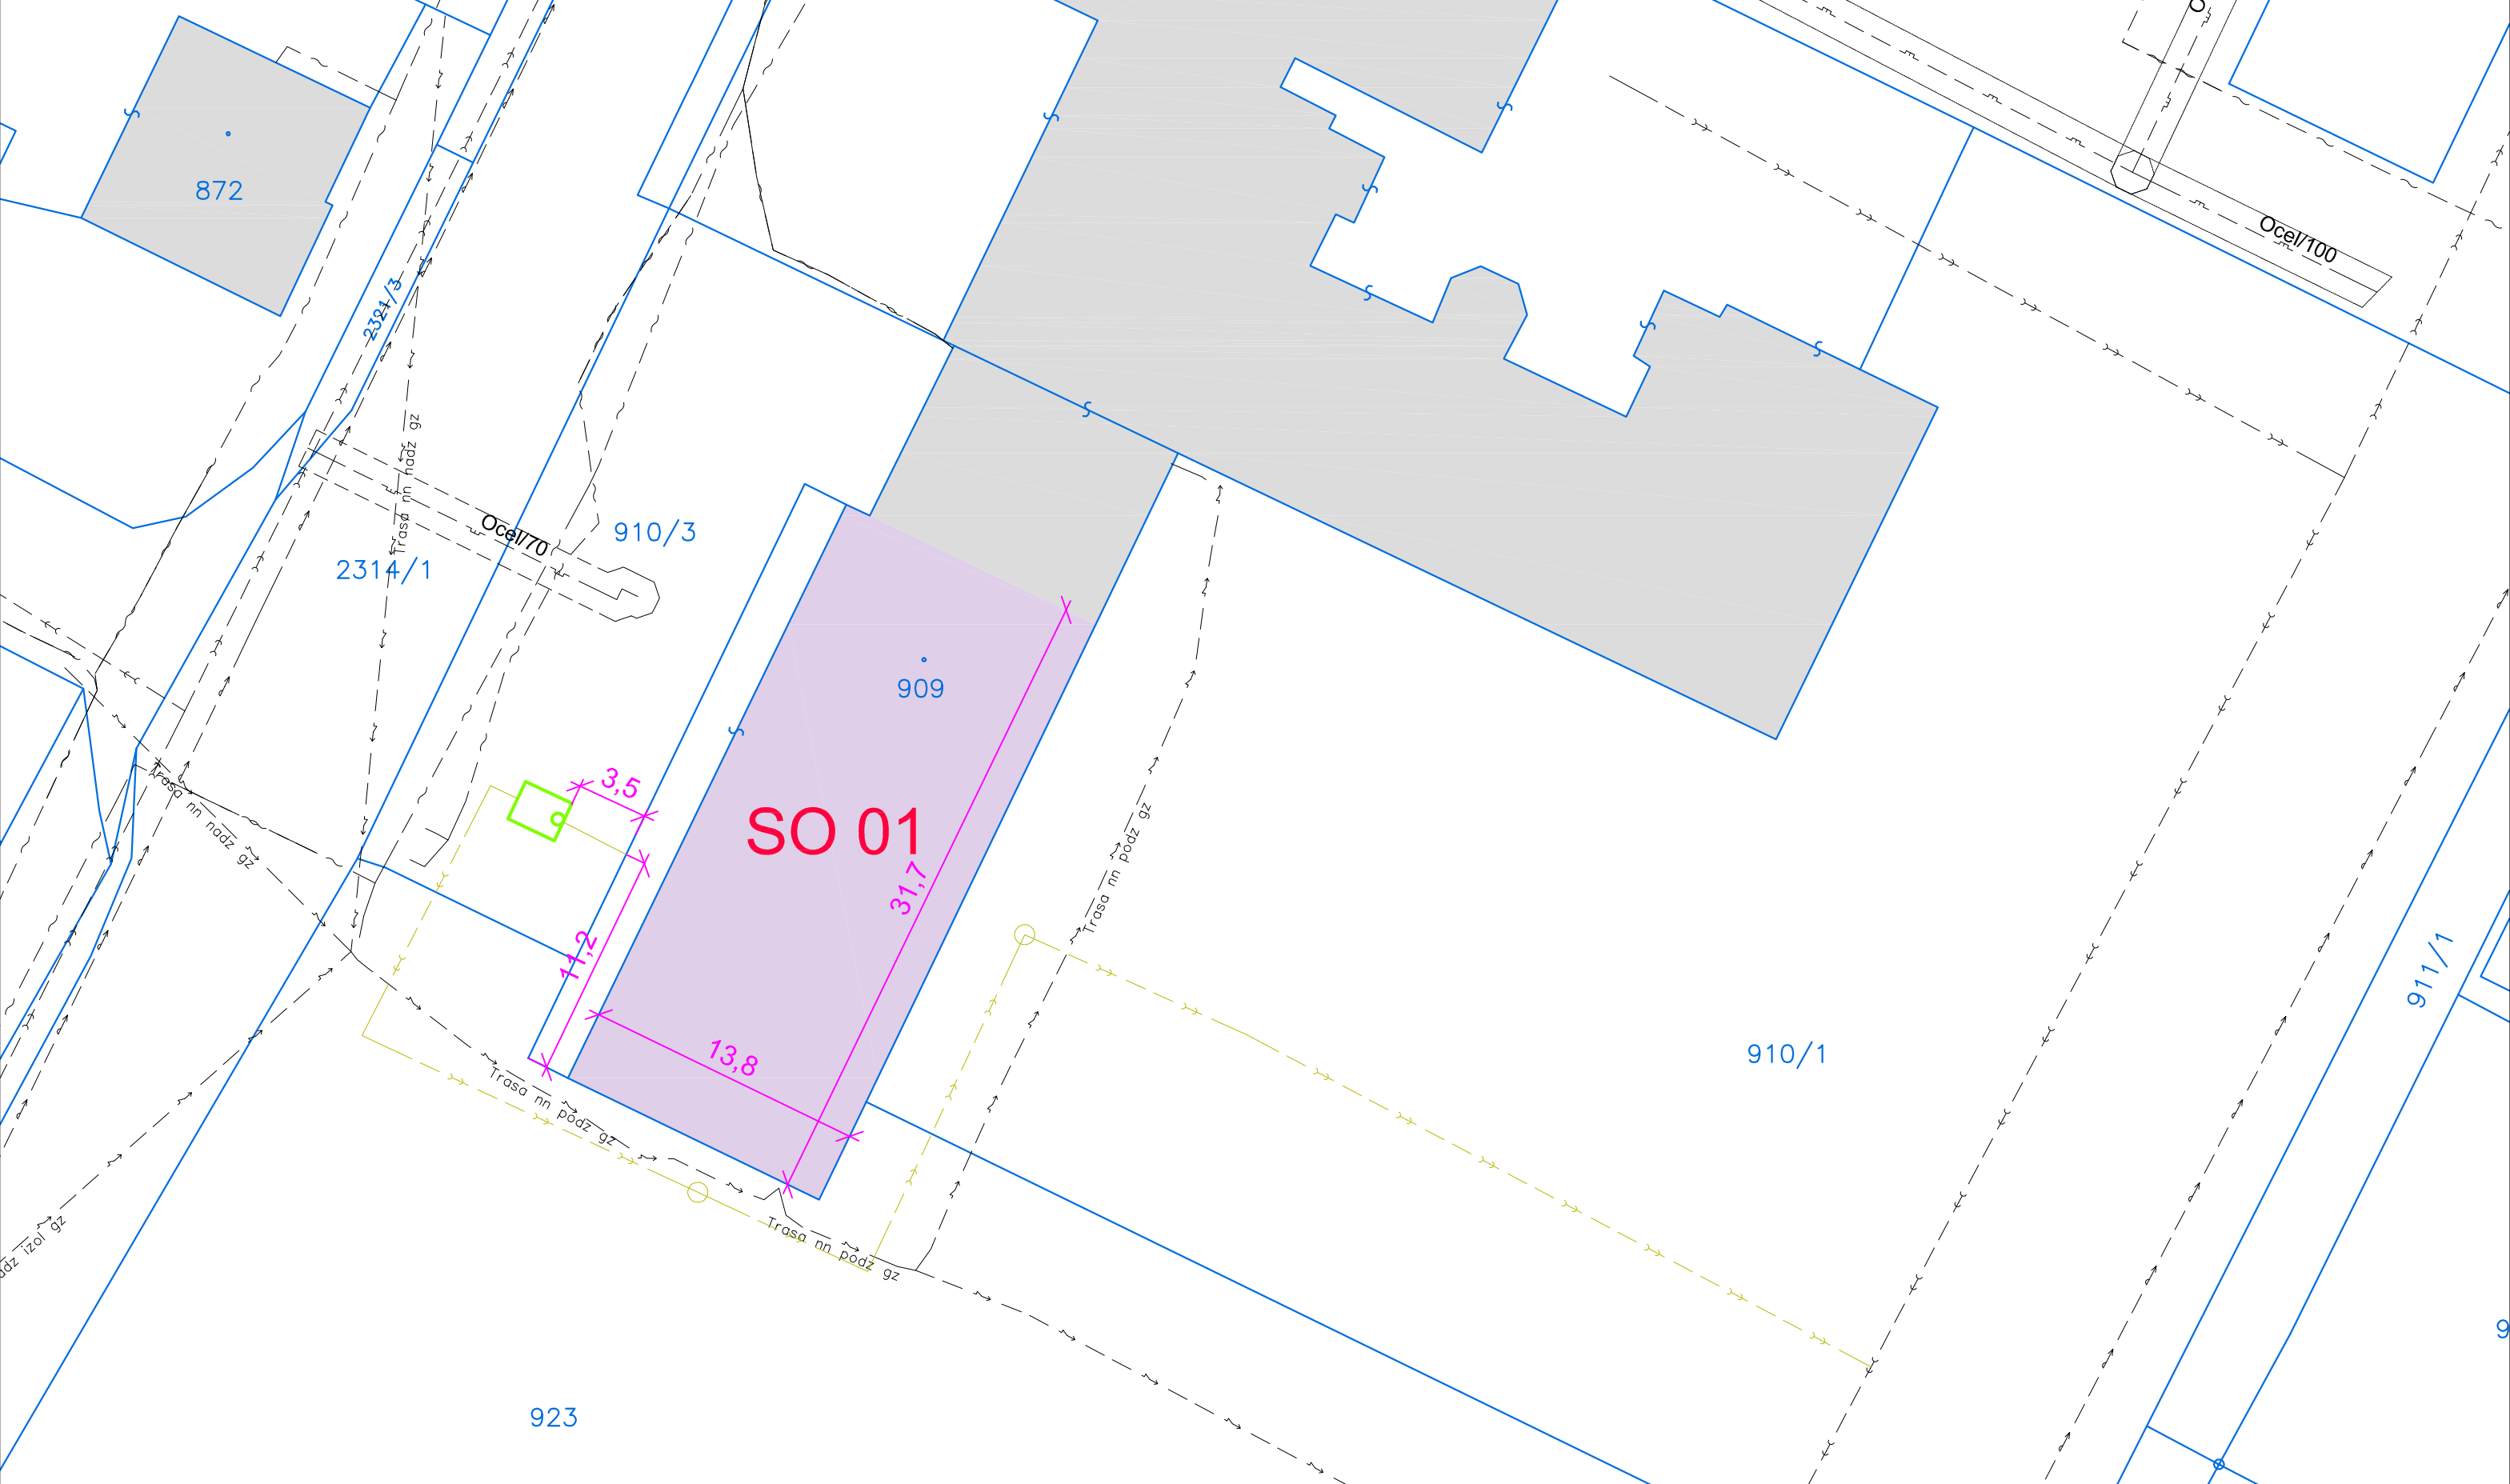 872
2321/3
Ocel/100
Trasa nn nadz gz
Ocel/70
910/3
2314/1
909
3,5
SO 01
31,7
Trasa nn nadz gz
Trasa nn podz gz
11,2
13,8
911/1
910/1
Trasa nn podz gz
Trasa nn podz gz
izol gz
923